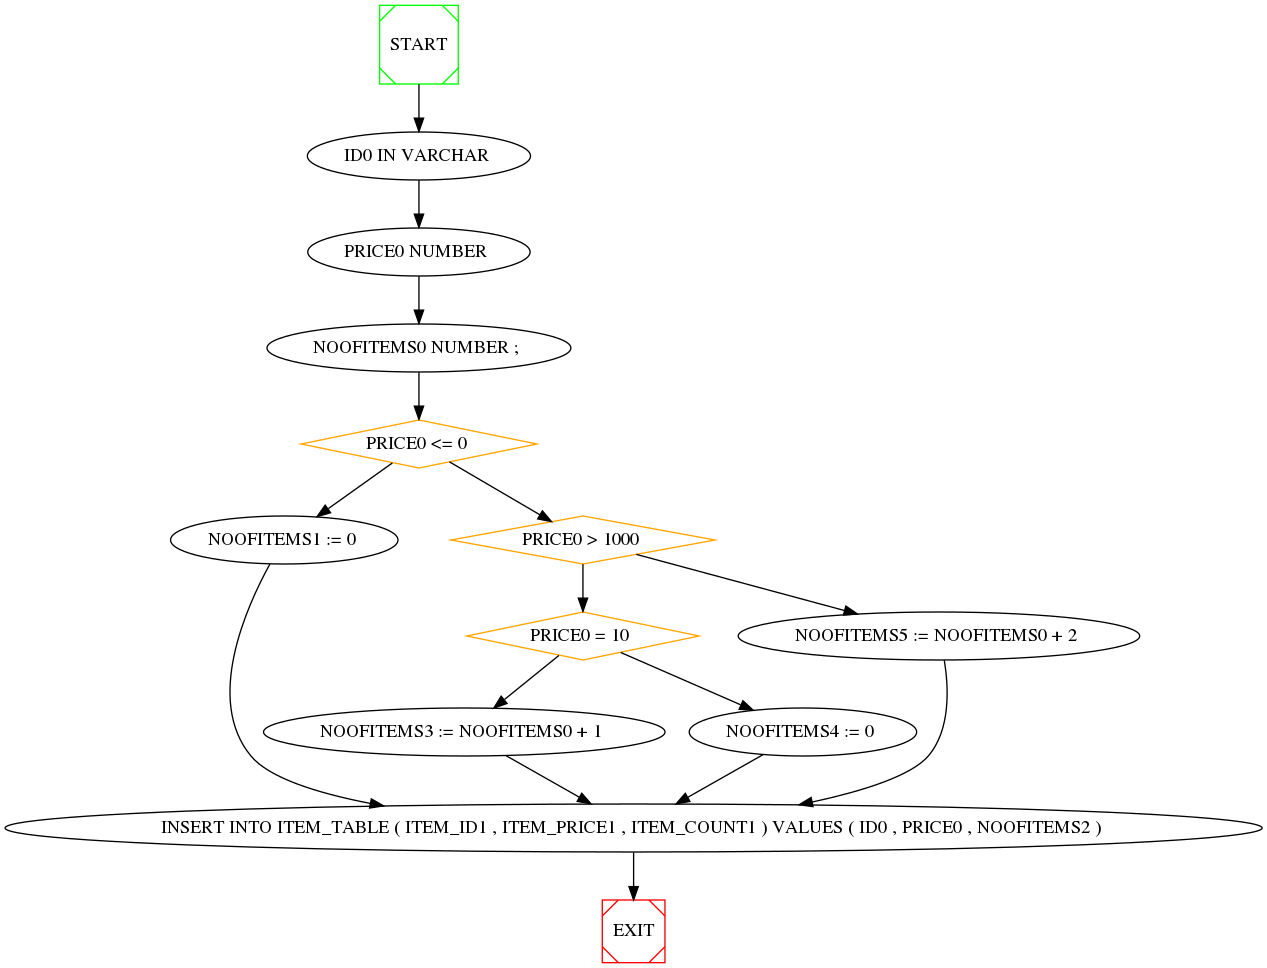 START
ID0 IN VARCHAR
PRICE0 NUMBER
NOOFITEMS0 NUMBER ;
PRICE0 <= 0
NOOFITEMS1 := 0
PRICE0 > 1000
PRICE0 = 10
NOOFITEMS5 := NOOFITEMS0 + 2
NOOFITEMS3 := NOOFITEMS0 + 1
NOOFITEMS4 := 0
INSERT INTO ITEM_TABLE ( ITEM_ID1 , ITEM_PRICE1 , ITEM_COUNT1 ) VALUES ( ID0 , PRICE0 , NOOFITEMS2 )
EXIT